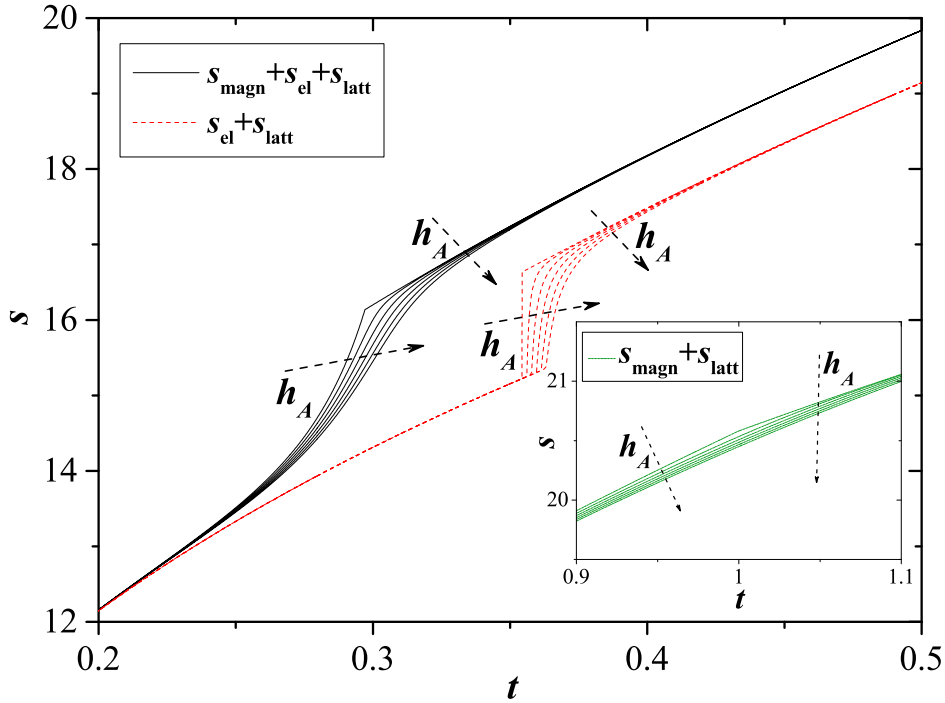 20
s_magn+s_el+s_latt
s_el+s_latt
18
h_A
h_A
s
16
h_A
h_A
s_magn+s_latt
21
h_A
s
h_A
14
20
0.9
1
1.1
t
12
0.2
0.3
0.4
0.5
t